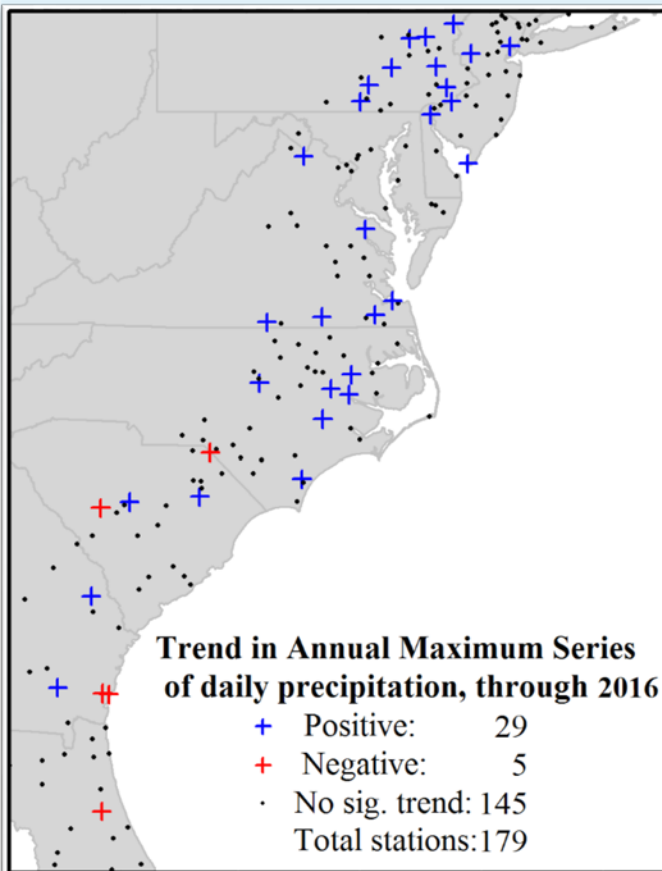 Trend in Annual Maximum Series
of daily precipitation, through 2016
Positive: 29
Negative: 5
No sig. trend: 145
Total stations:179